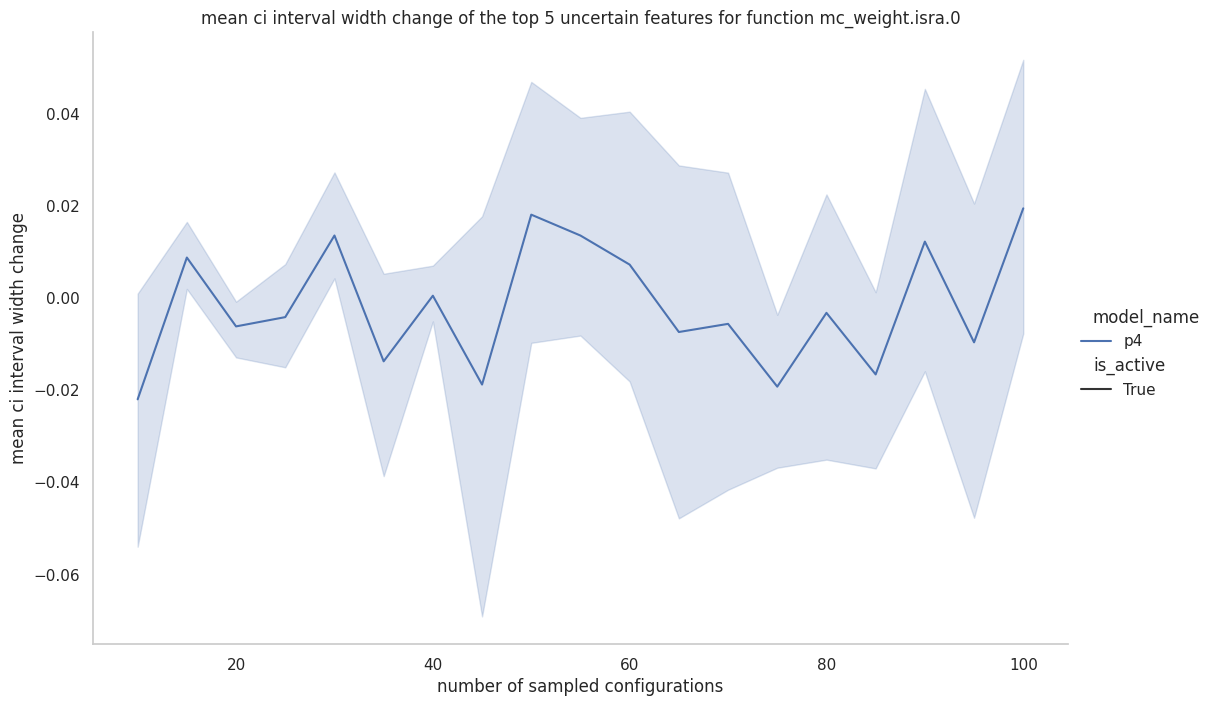 mean ci interval width change of the top 5 uncertain features for function mc_weight.isra.0
mean ci interval width change
0.04
0.02
0.00
−0.02
−0.04
−0.06
20
40
60
80
100
number of sampled configurations
model_name
p4
is_active
True